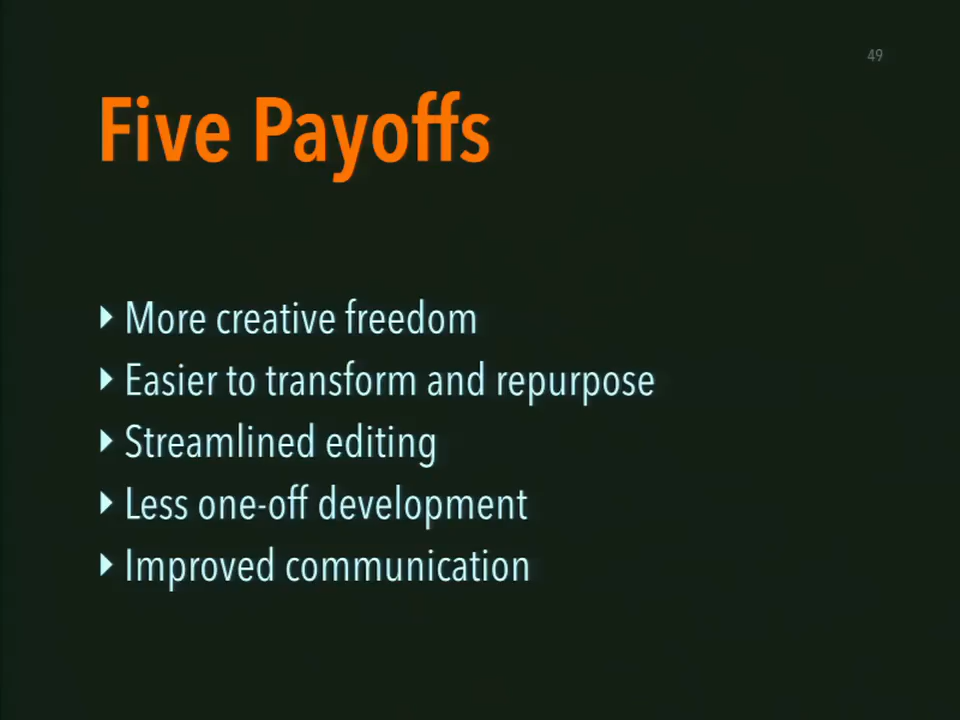 49
Five Payoffs
More creative freedom
Easier to transform and repurpose
Streamlined editing
Less one-off development
Improved communication